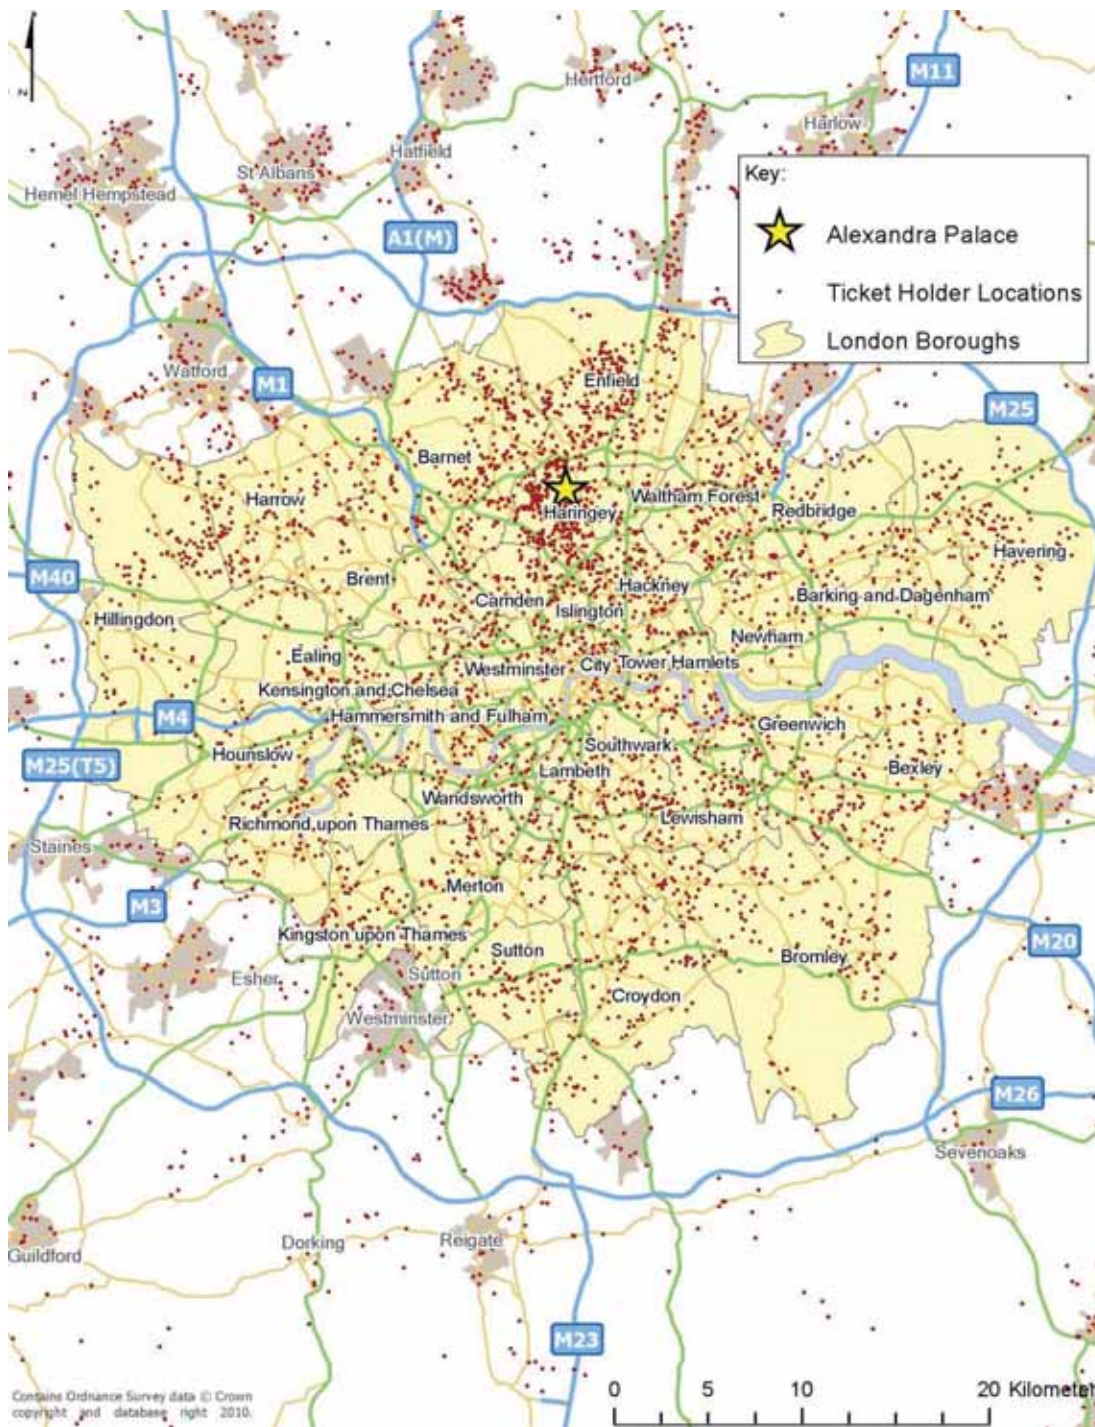 N
Hertford
M11
Harlow
Hatfield
St Albans
Hemel Hempstead
Key:
Alexandra Palace
Ticket Holder Locations
London Boroughs
A1(M)
Watford
M1
Enfield
M25
Barnet
Harrow
Haringey
Waltham Forest
Redbridge
Havering
M40
Brent
Camden
Hackney
Islington
Barking and Dagenham
Hillingdon
Ealing
Newham
Westminster
City
Tower Hamlets
Kensington and Chelsea
M4
Hammersmith and Fulham
Greenwich
Hounslow
Southwark
M25(T5)
Lambeth
Bexley
Wandsworth
Richmond upon Thames
Lewisham
Staines
Merton
M3
Kingston upon Thames
Sutton
M20
Bromley
Esher
Sutton
Croydon
Westminster
M26
Sevenoaks
Guildford
Dorking
Reigate
M23
Contains Ordnance Survey data © Crown
copyright and database right 2010.
0 5 10 20 Kilometer